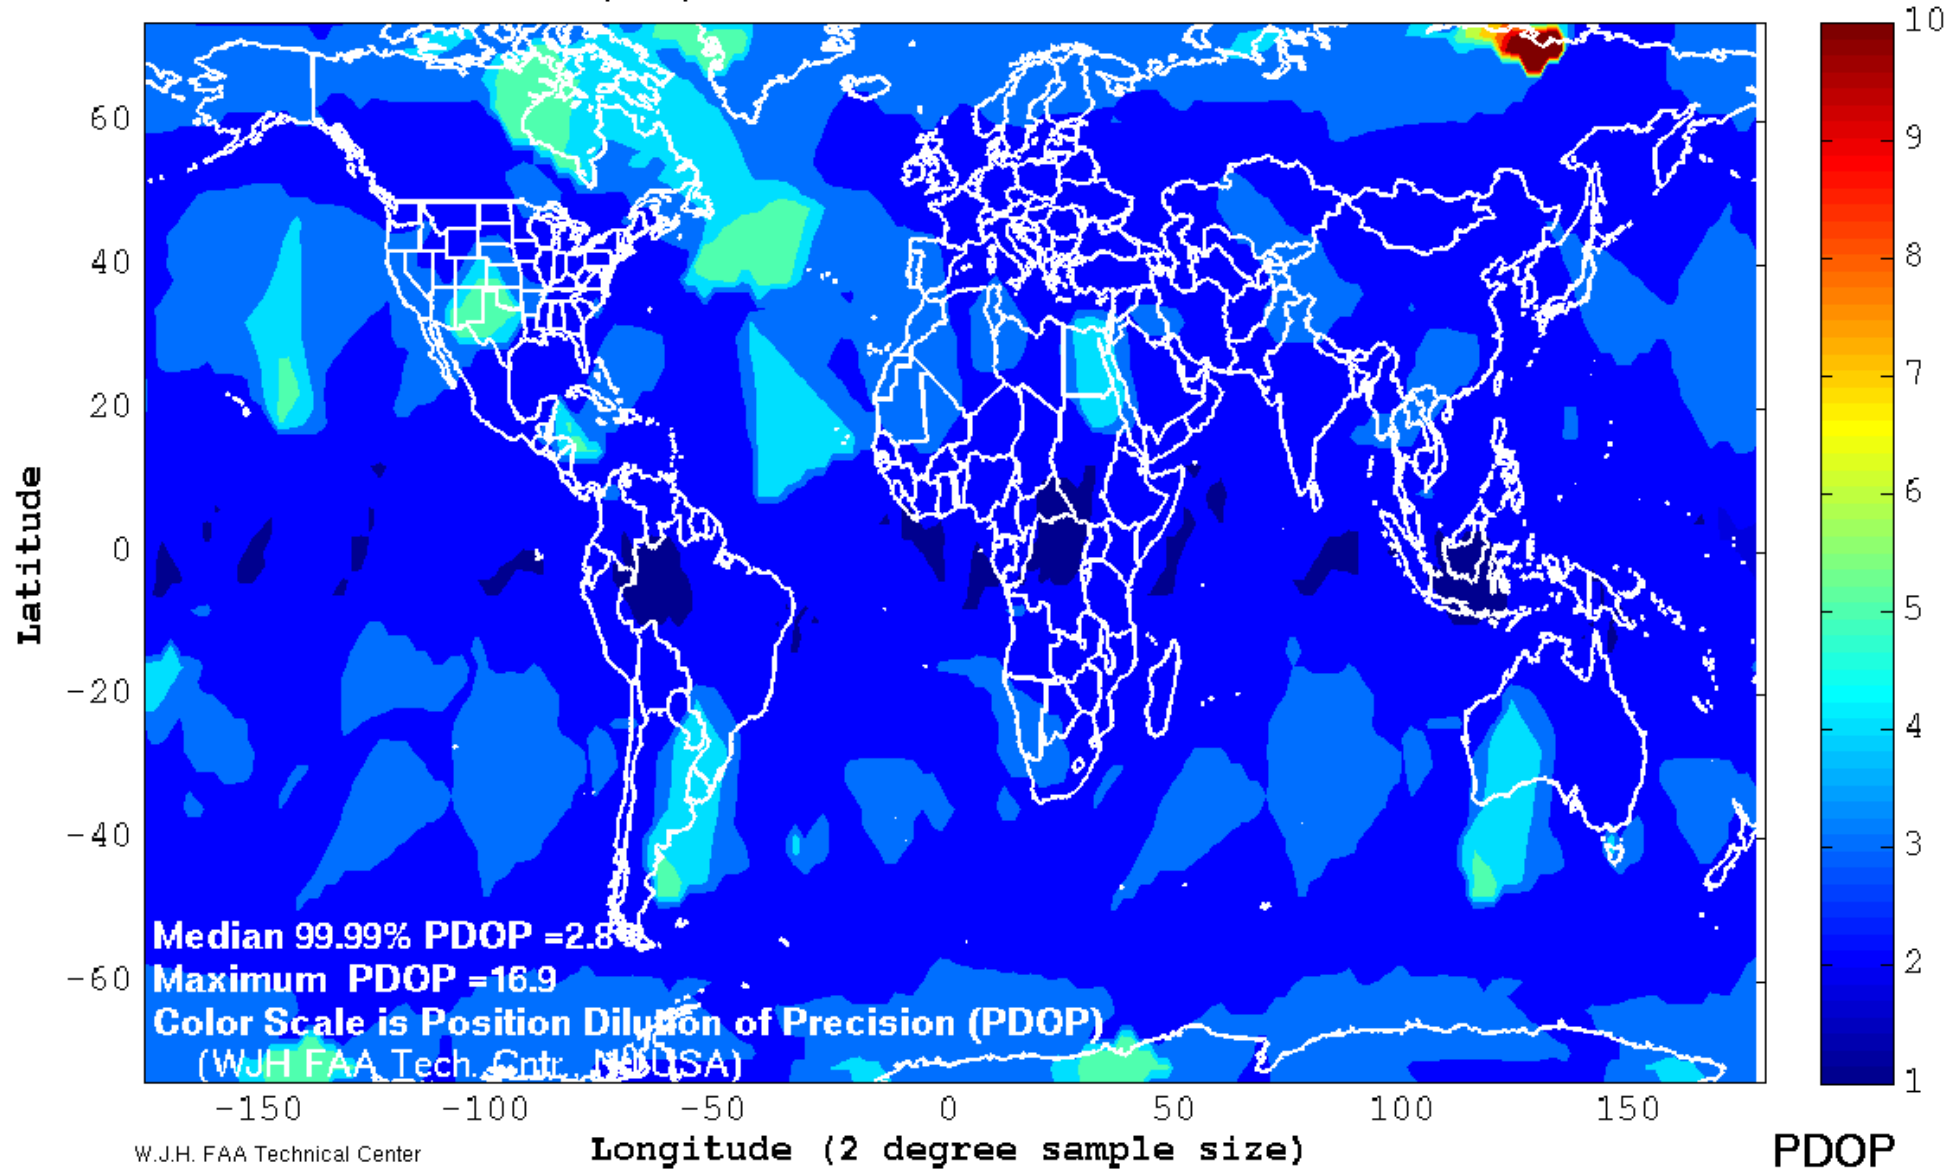 10
9
8
7
6
5
4
3
2
1
60
40
20
0
-20
-40
-60
Latitude
Median 99.99% PDOP =2.8
Maximum PDOP =16.9
Color Scale is Position Dilution of Precision (PDOP)
(WJH FAA Tech. Cntr., NJ USA)
-150 -100 -50 0 50 100 150
Longitude (2 degree sample size)
W.J.H. FAA Technical Center
PDOP